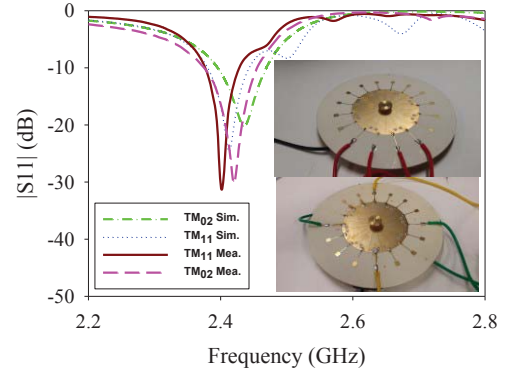 0
-10
-20
-30
-40
-50
|S11| (dB)
TM02 Sim.
TM11 Sim.
TM11 Mea.
TM02 Mea.
2.2 2.4 2.6 2.8
Frequency (GHz)